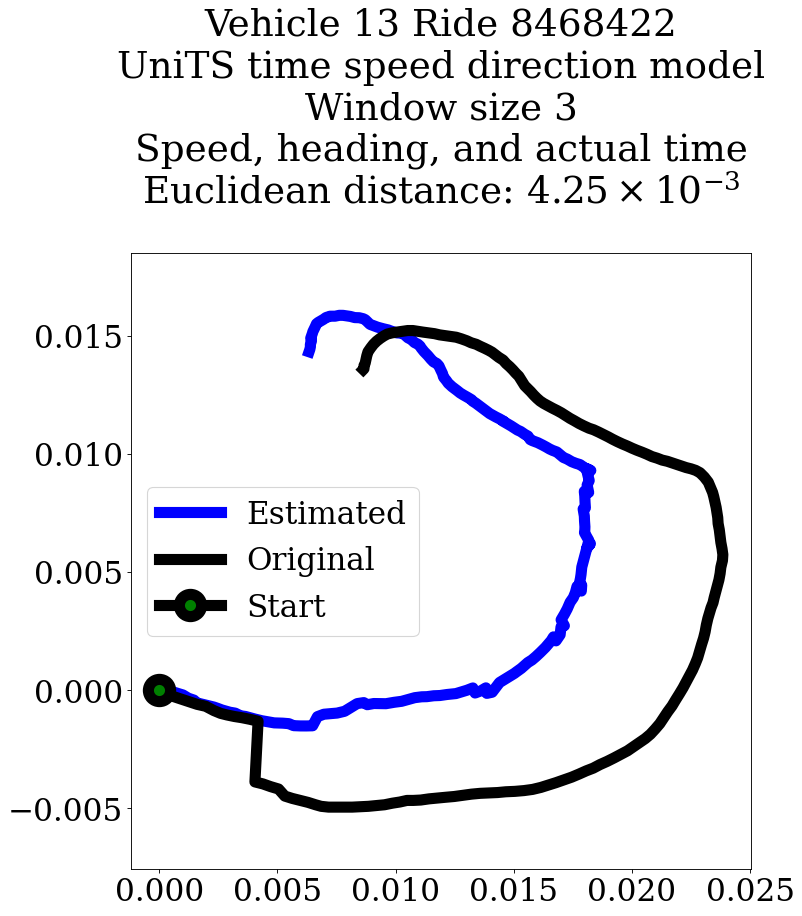 Vehicle 13 Ride 8468422
UniTS time speed direction model
Window size 3
Speed, heading, and actual time
Euclidean distance: 4.25 × 10⁻³
0.015
0.010
0.005
0.000
−0.005
Estimated
Original
Start
0.000 0.005 0.010 0.015 0.020 0.025